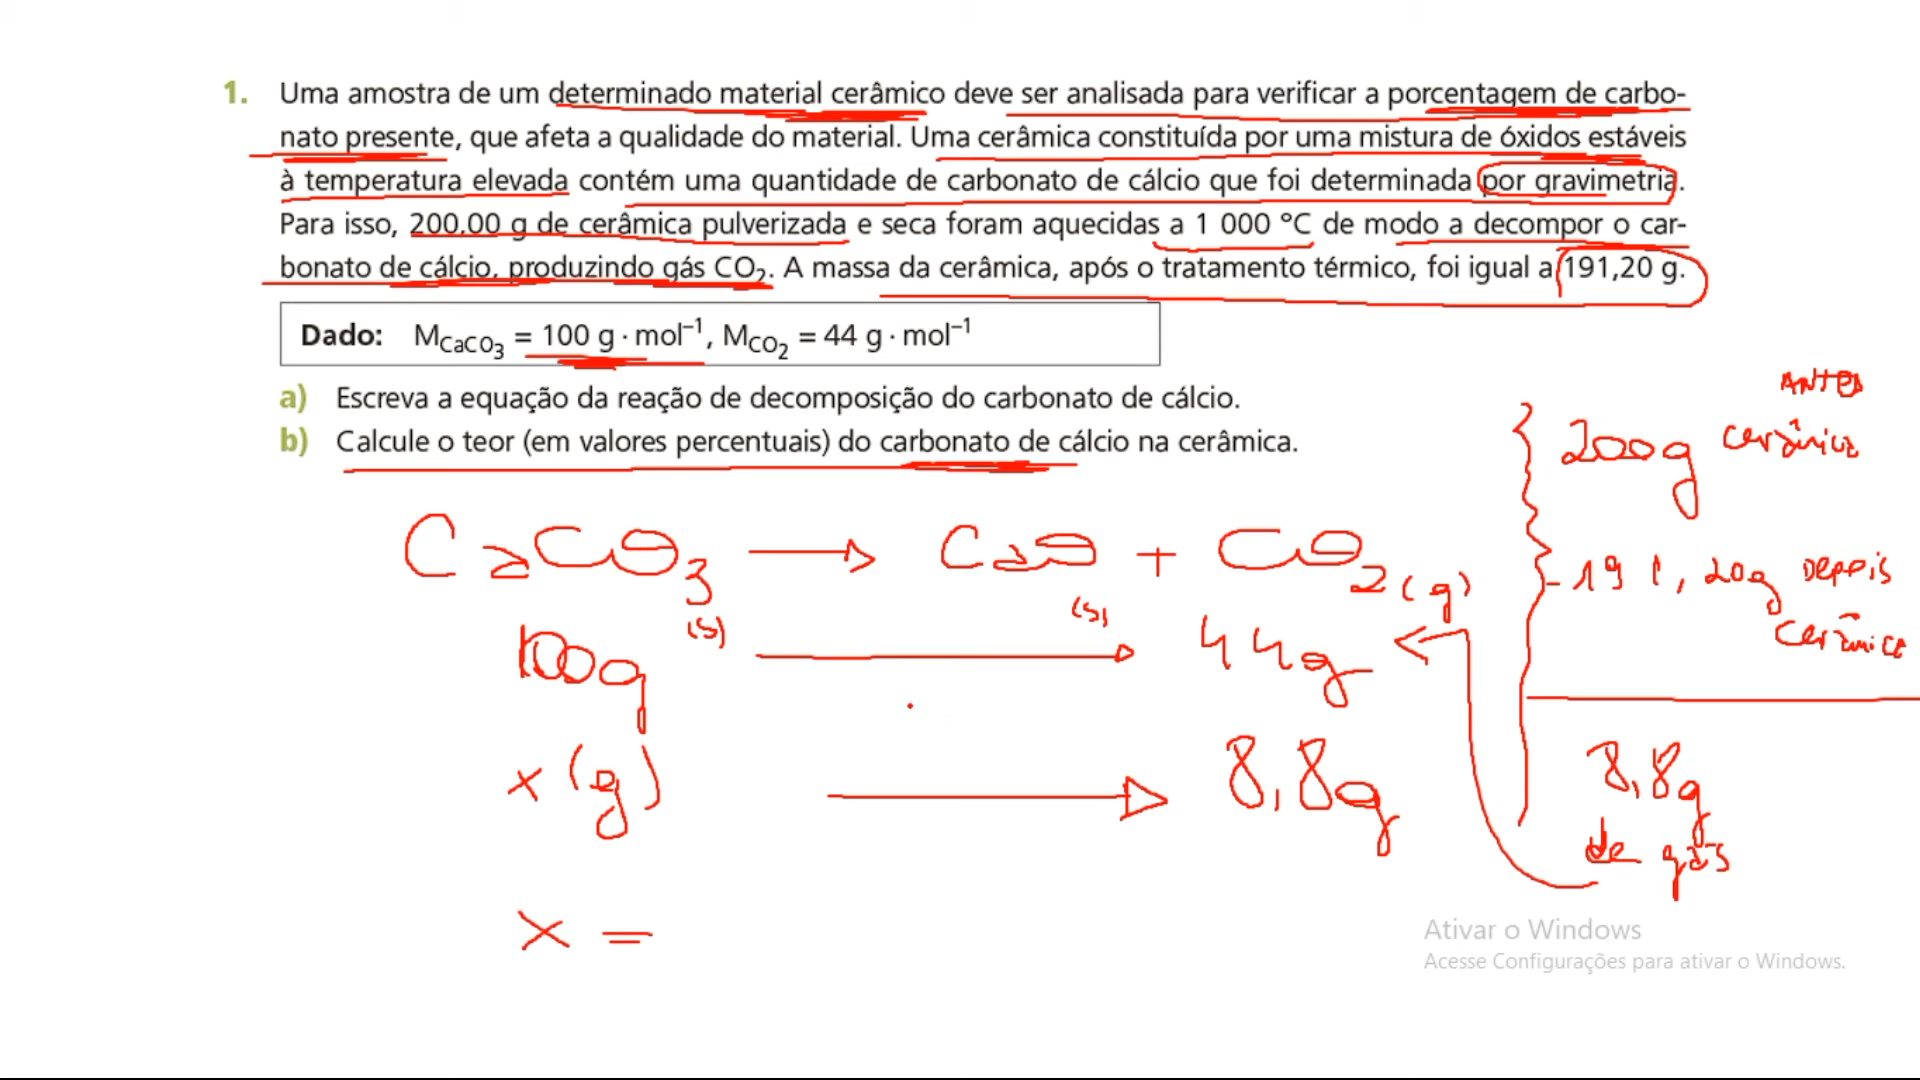 1. Uma amostra de um determinado material cerâmico deve ser analisada para verificar a porcentagem de carbo-
nato presente, que afeta a qualidade do material. Uma cerâmica constituída por uma mistura de óxidos estáveis
à temperatura elevada contém uma quantidade de carbonato de cálcio que foi determinada por gravimetria.
Para isso, 200,00 g de cerâmica pulverizada e seca foram aquecidas a 1 000 °C de modo a decompor o car-
bonato de cálcio, produzindo gás CO₂. A massa da cerâmica, após o tratamento térmico, foi igual a 191,20 g.
Dado: M_CaCO₃ = 100 g · mol⁻¹, M_CO₂ = 44 g · mol⁻¹
a) Escreva a equação da reação de decomposição do carbonato de cálcio.
b) Calcule o teor (em valores percentuais) do carbonato de cálcio na cerâmica.
ANTES
200g cerâmica
CaCO₃(s) → CaO(s) + CO₂(g)
- 191,20g DEPOIS
cerâmica
100g → 44g
x (g) → 8,8g
8,8g
de gás
x =
Ativar o Windows
Acesse Configurações para ativar o Windows.